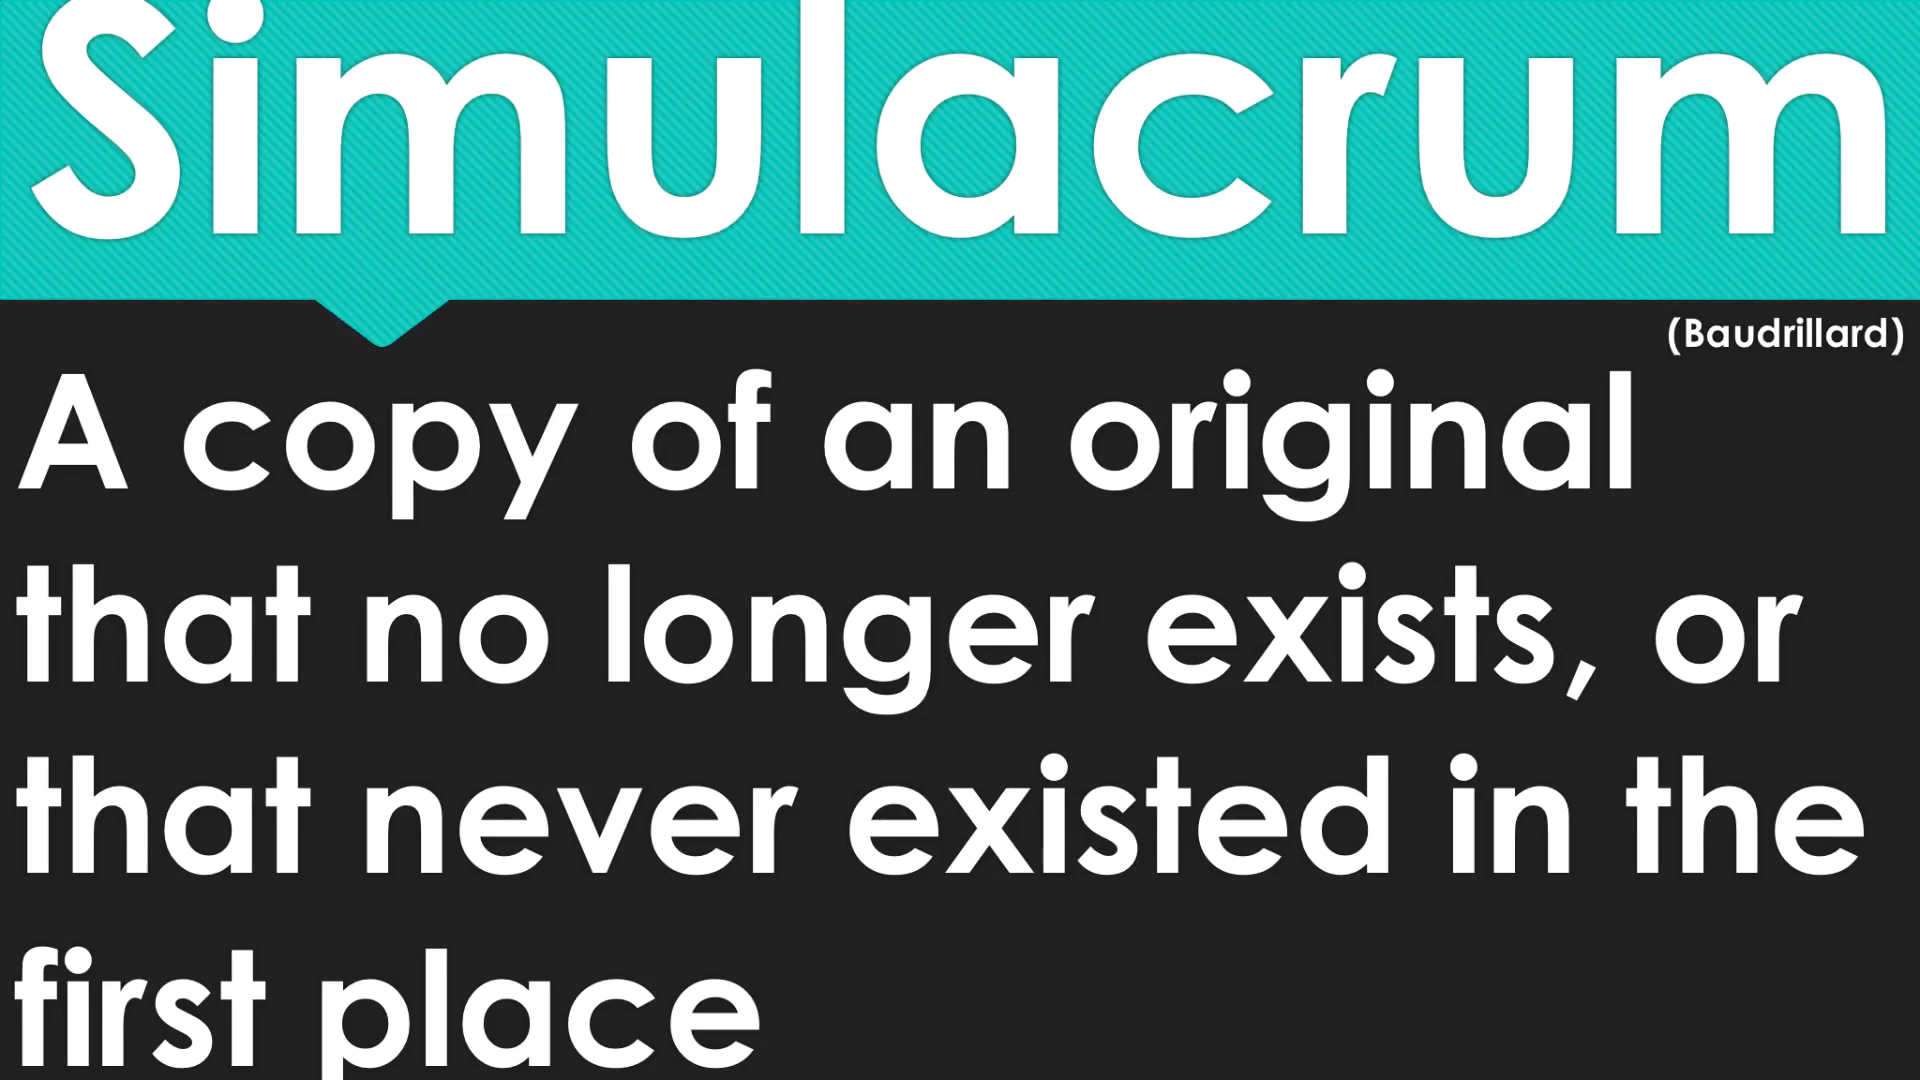 Simulacrum
(Baudrillard)
A copy of an original
that no longer exists, or
that never existed in the
first place